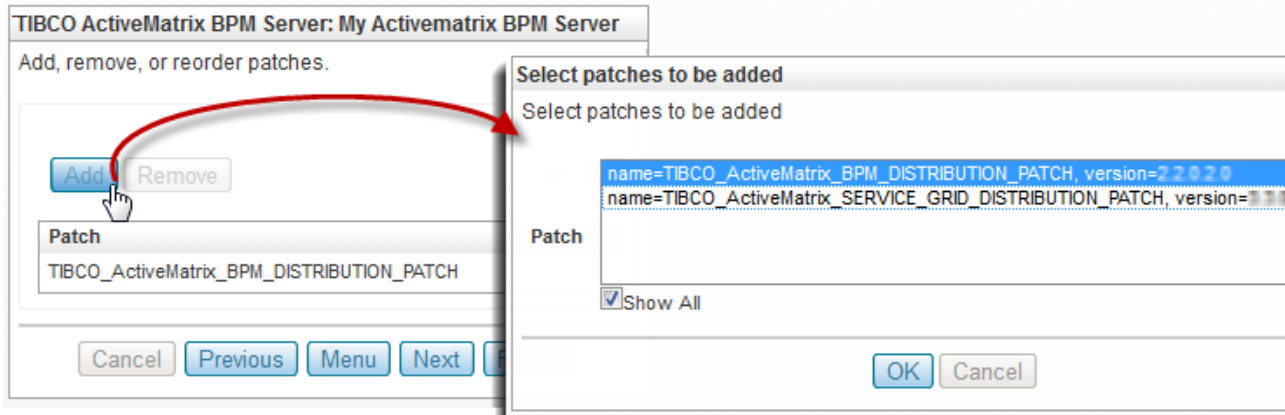 TIBCO ActiveMatrix BPM Server: My Activematrix BPM Server
Add, remove, or reorder patches.
Add Remove
Patch
TIBCO_ActiveMatrix_BPM_DISTRIBUTION_PATCH
Cancel Previous Menu Next
Select patches to be added
Select patches to be added
name=TIBCO_ActiveMatrix_BPM_DISTRIBUTION_PATCH, version=
name=TIBCO_ActiveMatrix_SERVICE_GRID_DISTRIBUTION_PATCH, version=
Patch
Show All
OK Cancel